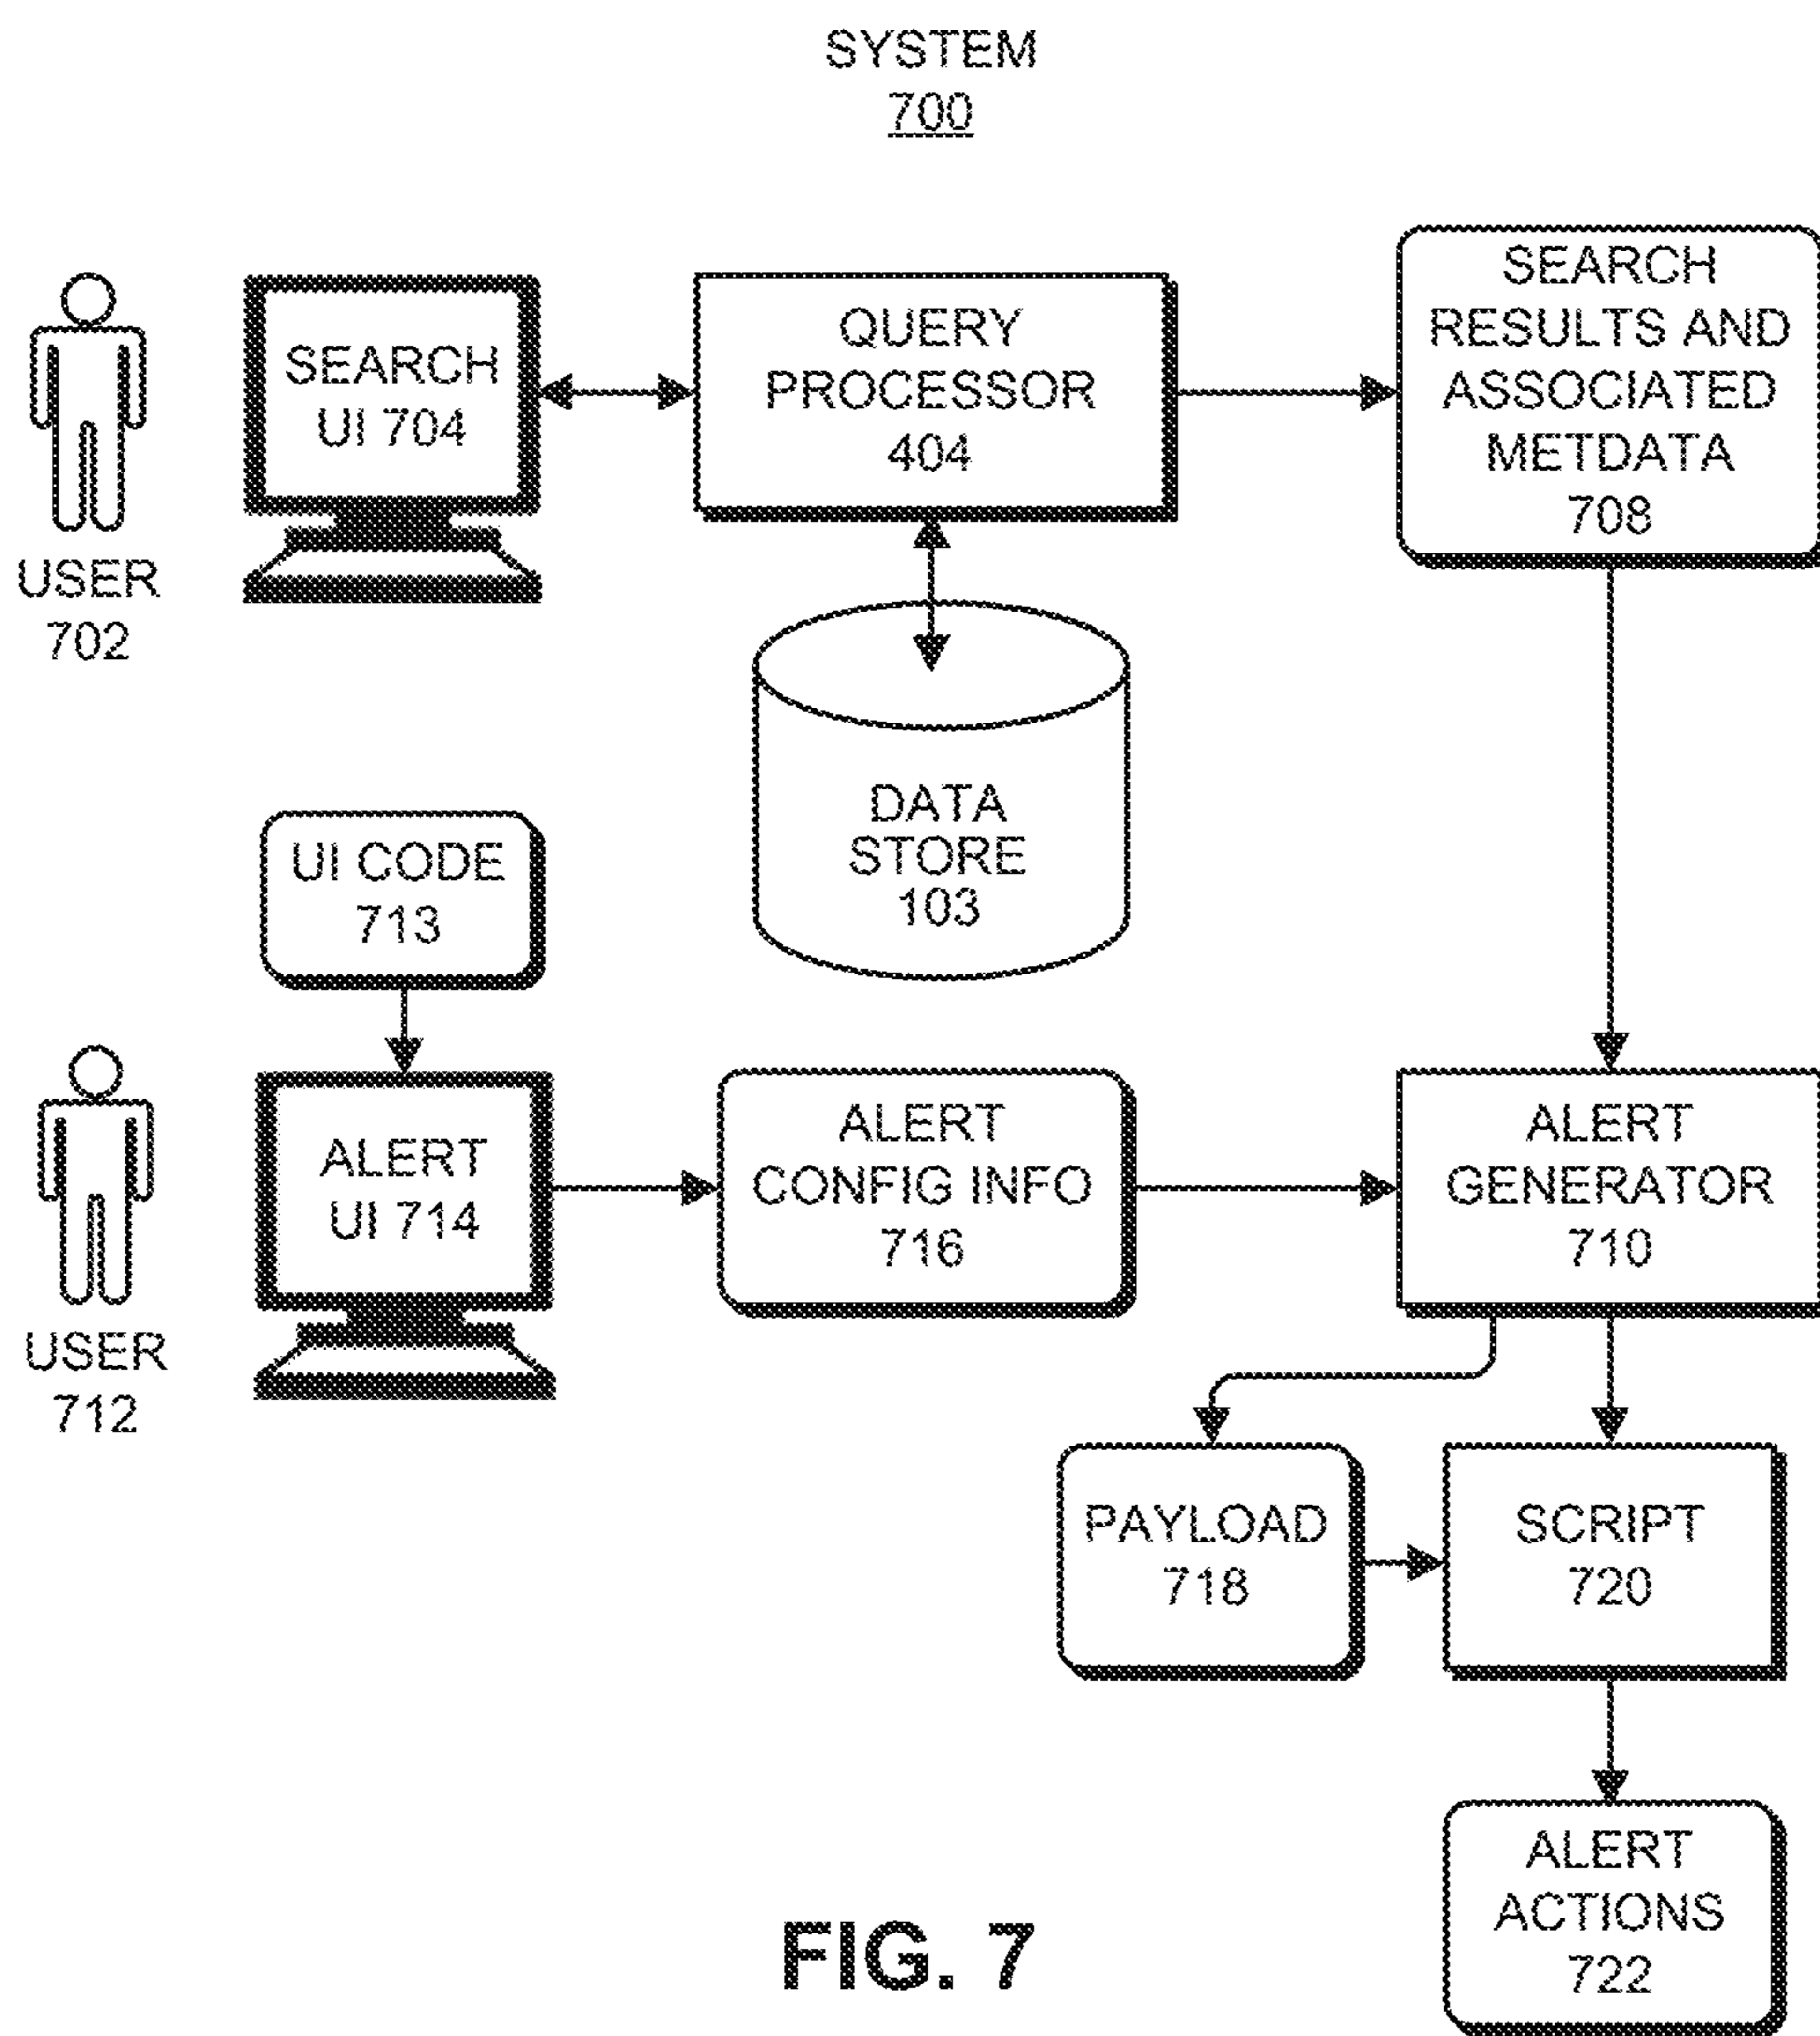 SYSTEM
700
SEARCH
UI 704
QUERY
PROCESSOR
404
SEARCH
RESULTS AND
ASSOCIATED
METDATA
708
USER
702
DATA
STORE
103
UI CODE
713
ALERT
UI 714
ALERT
CONFIG INFO
716
ALERT
GENERATOR
710
USER
712
PAYLOAD
718
SCRIPT
720
ALERT
ACTIONS
722
FIG. 7